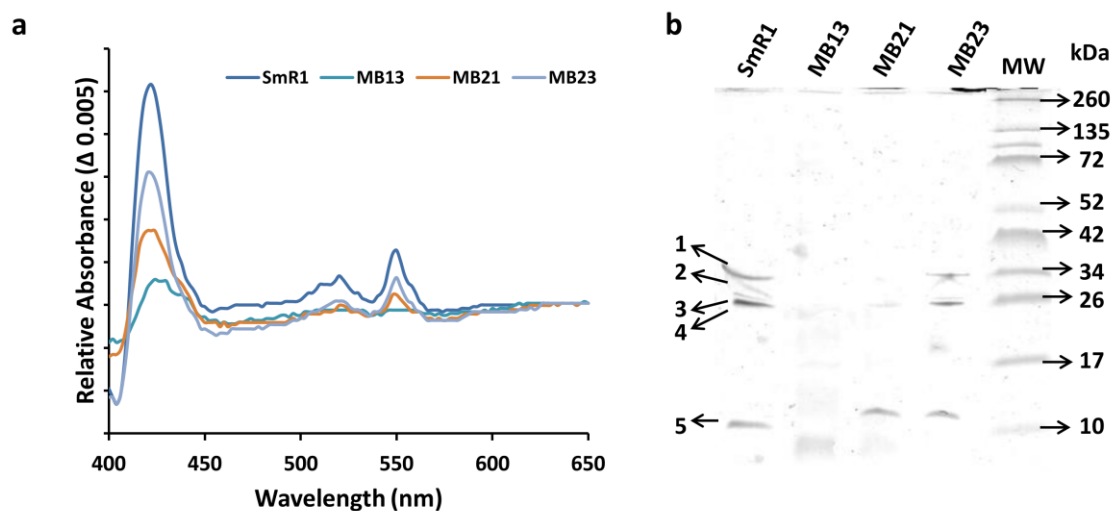 a
SmR1 MB13 MB21 MB23
Relative Absorbance (Δ 0.005)
400 450 500 550 600 650
Wavelength (nm)
b
SmR1 MB13 MB21 MB23 MW kDa
260
135
72
52
42
1
34
2
26
3
4
17
5
10